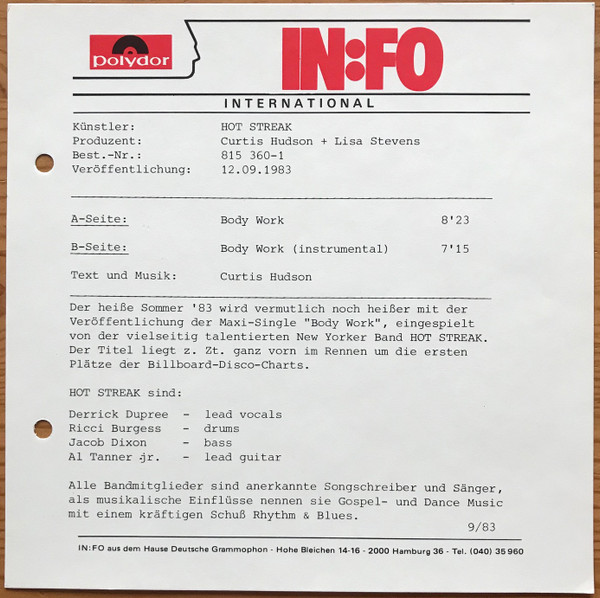 polydor
IN:FO
INTERNATIONAL
Künstler: HOT STREAK
Produzent: Curtis Hudson + Lisa Stevens
Best.-Nr.: 815 360-1
Veröffentlichung: 12.09.1983
A-Seite: Body Work 8'23
B-Seite: Body Work (instrumental) 7'15
Text und Musik: Curtis Hudson
Der heiße Sommer '83 wird vermutlich noch heißer mit der
Veröffentlichung der Maxi-Single "Body Work", eingespielt
von der vielseitig talentierten New Yorker Band HOT STREAK.
Der Titel liegt z. Zt. ganz vorn im Rennen um die ersten
Plätze der Billboard-Disco-Charts.
HOT STREAK sind:
Derrick Dupree - lead vocals
Ricci Burgess - drums
Jacob Dixon - bass
Al Tanner jr. - lead guitar
Alle Bandmitglieder sind anerkannte Songschreiber und Sänger,
als musikalische Einflüsse nennen sie Gospel- und Dance Music
mit einem kräftigen Schuß Rhythm & Blues.
9/83
IN:FO aus dem Hause Deutsche Grammophon - Hohe Bleichen 14-16 - 2000 Hamburg 36 - Tel. (040) 35 960